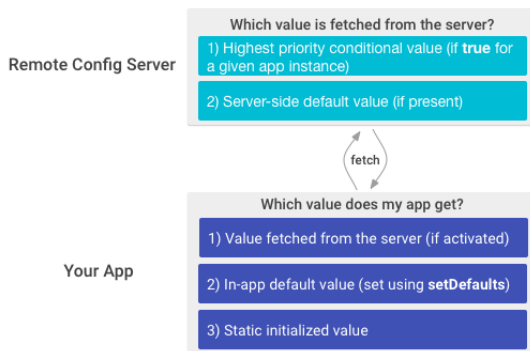 Which value is fetched from the server?
Remote Config Server
1) Highest priority conditional value (if true for
a given app instance)
2) Server-side default value (if present)
fetch
Which value does my app get?
Your App
1) Value fetched from the server (if activated)
2) In-app default value (set using setDefaults)
3) Static initialized value